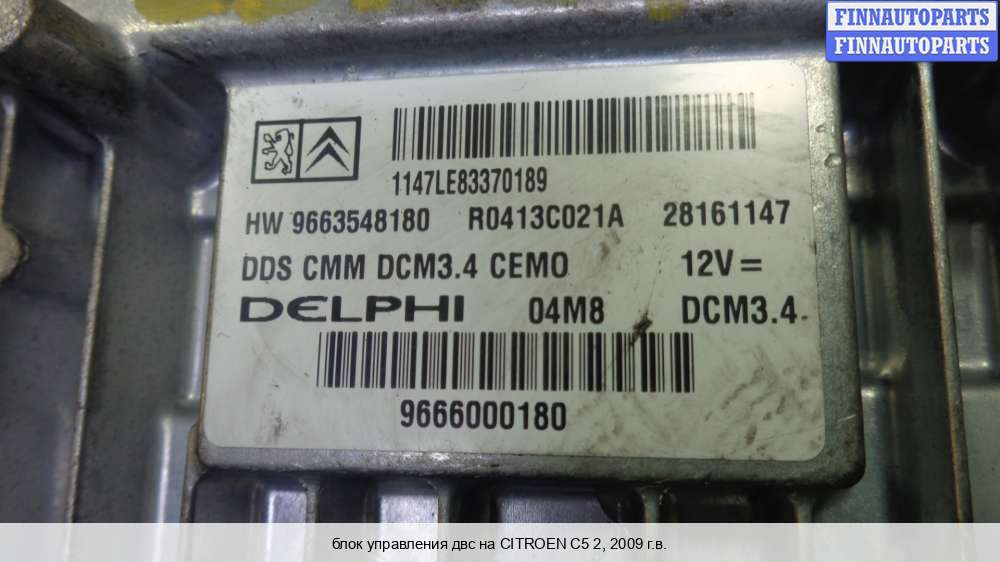 FINNAUTOPARTS
FINNAUTOPARTS
1147LE83370189
HW 9663548180 R0413C021A 28161147
DDS CMM DCM3.4 CEMO 12V=
DELPHI 04M8 DCM3.4
9666000180
блок управления двс на CITROEN C5 2, 2009 г.в.